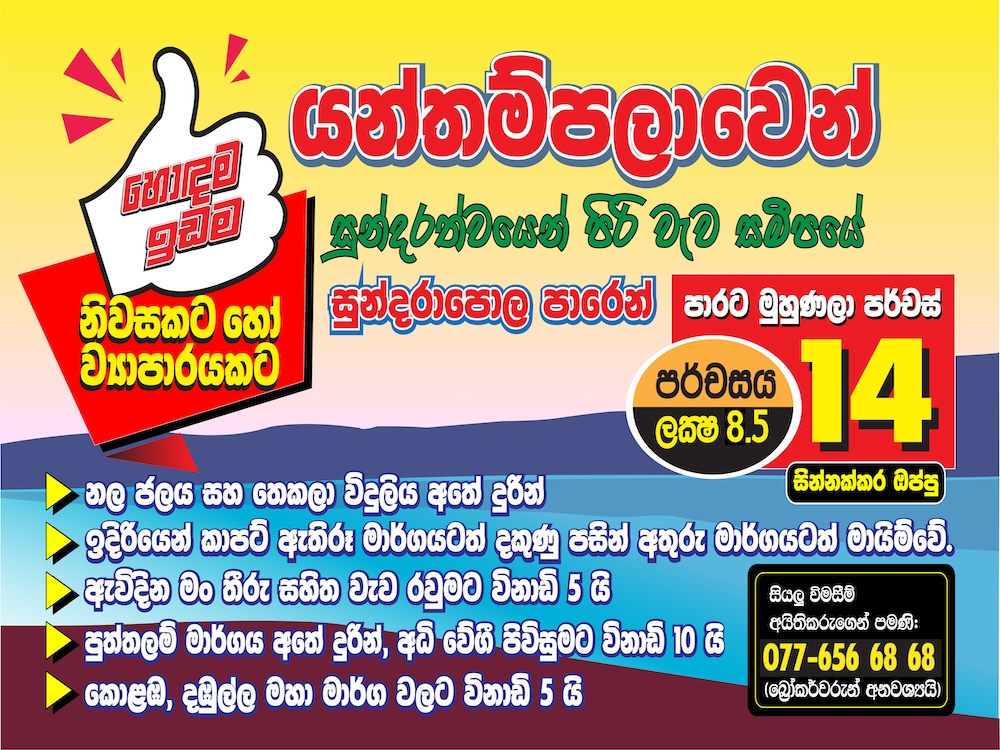 යන්තම්පලාවෙන්
හොඳම
ඉඩම
සුන්දරත්වයෙන් පිරි වැව සමීපයේ
සුන්දරාපොල පාරෙන්
නිවසකට හෝ
ව්‍යාපාරයකට
පාරට මුහුණලා පර්චස්
14
පර්චසය
ලක්ෂ 8.5
සින්නක්කර ඔප්පු
නල ජලය සහ තෙකලා විදුලිය අතේ දුරින්
ඉදිරියෙන් කාපට් ඇතිරූ මාර්ගයටත් දකුණු පසින් අතුරු මාර්ගයටත් මායිම්වේ.
ඇවිදින මං තීරු සහිත වැව රවුමට විනාඩි 5 යි
පුත්තලම් මාර්ගය අතේ දුරින්, අධි වේගී පිවිසුමට විනාඩි 10 යි
කොළඹ, දඹුල්ල මහා මාර්ග වලට විනාඩි 5 යි
සියලු විමසීම්
අයිතිකරුගෙන් පමණි:
077-656 68 68
(බ්‍රෝකර්වරුන් අනවශ්‍යයි)